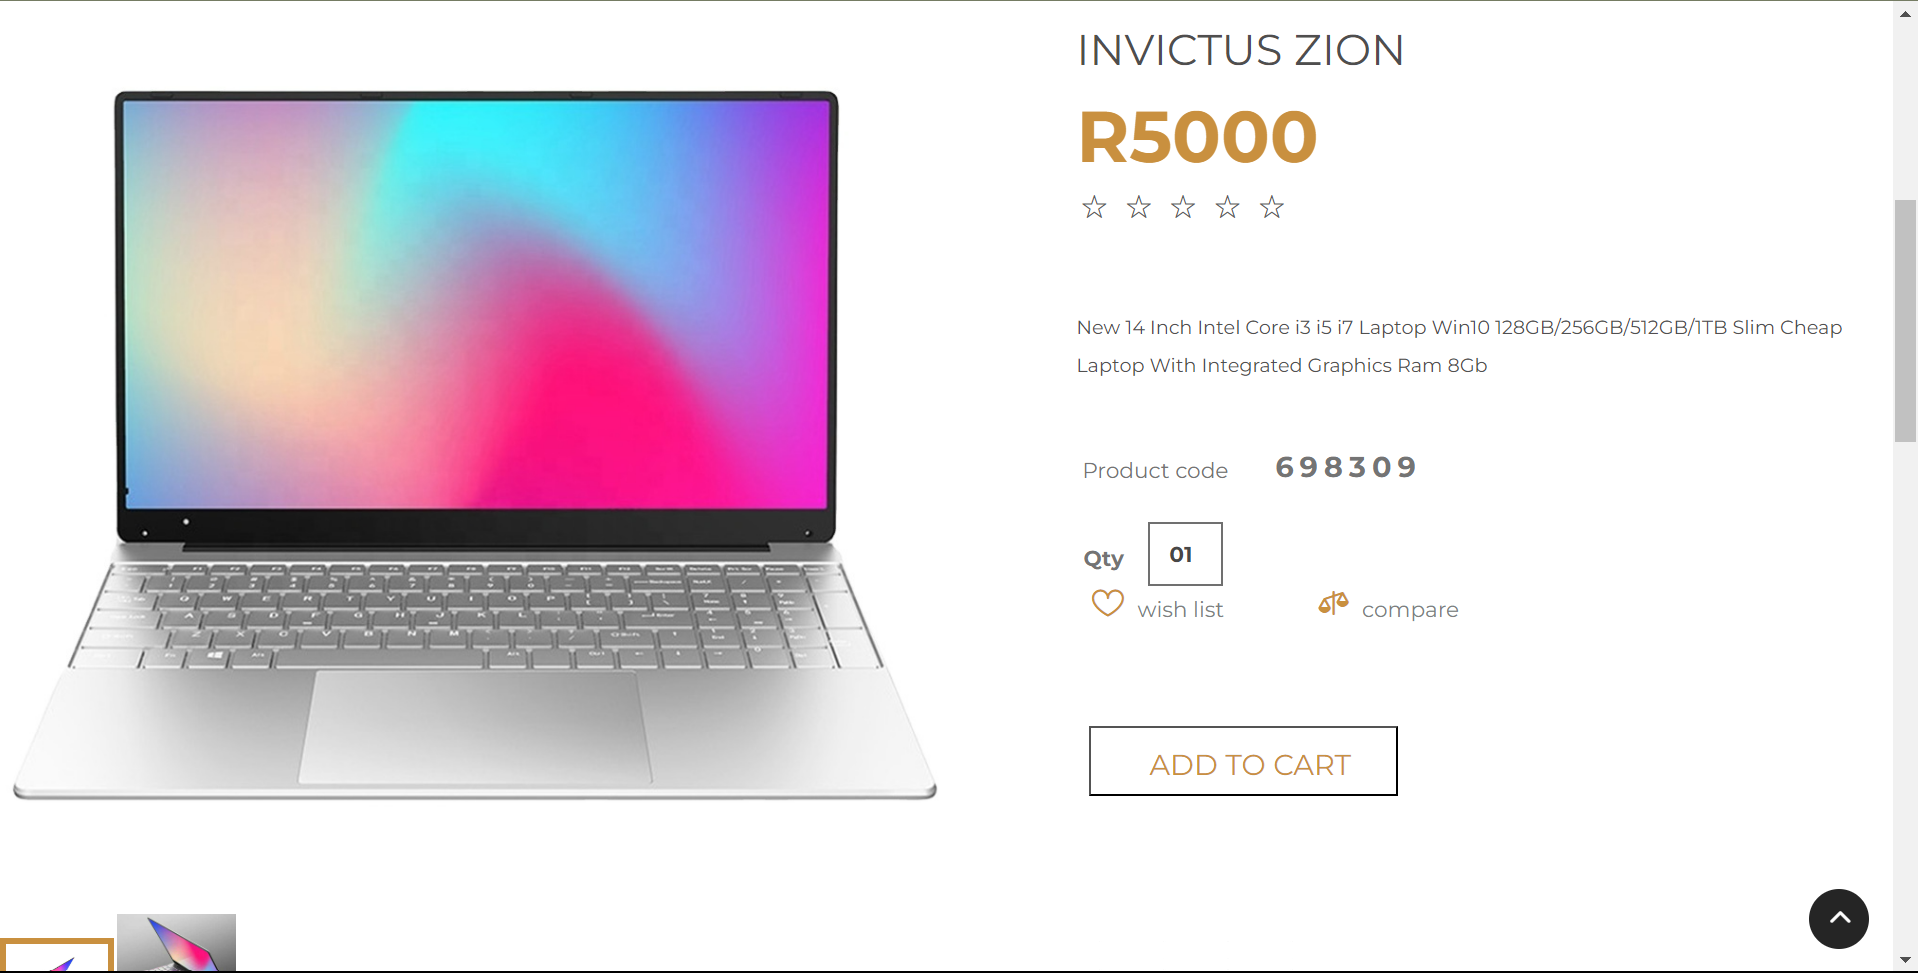 INVICTUS ZION
R5000
New 14 Inch Intel Core i3 i5 i7 Laptop Win10 128GB/256GB/512GB/1TB Slim Cheap
Laptop With Integrated Graphics Ram 8Gb
Product code 698309
Qty 01
wish list compare
ADD TO CART